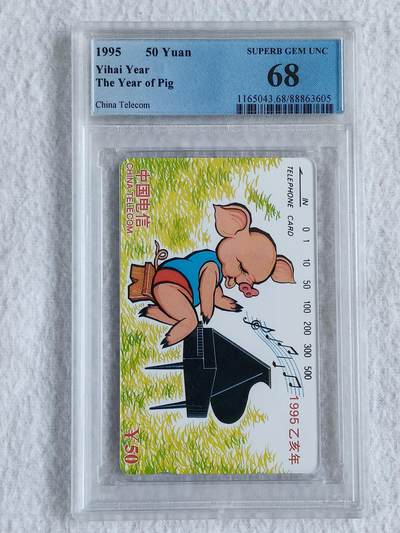 1995 50 Yuan
Yihai Year
The Year of Pig
China Telecom
SUPERB GEM UNC
68
1165043.68/88863605
中国电信
CHINA TELECOM
TELEPHONE CARD
IN 0 1 10 50 100 200 300 500
1995 乙亥年
¥50